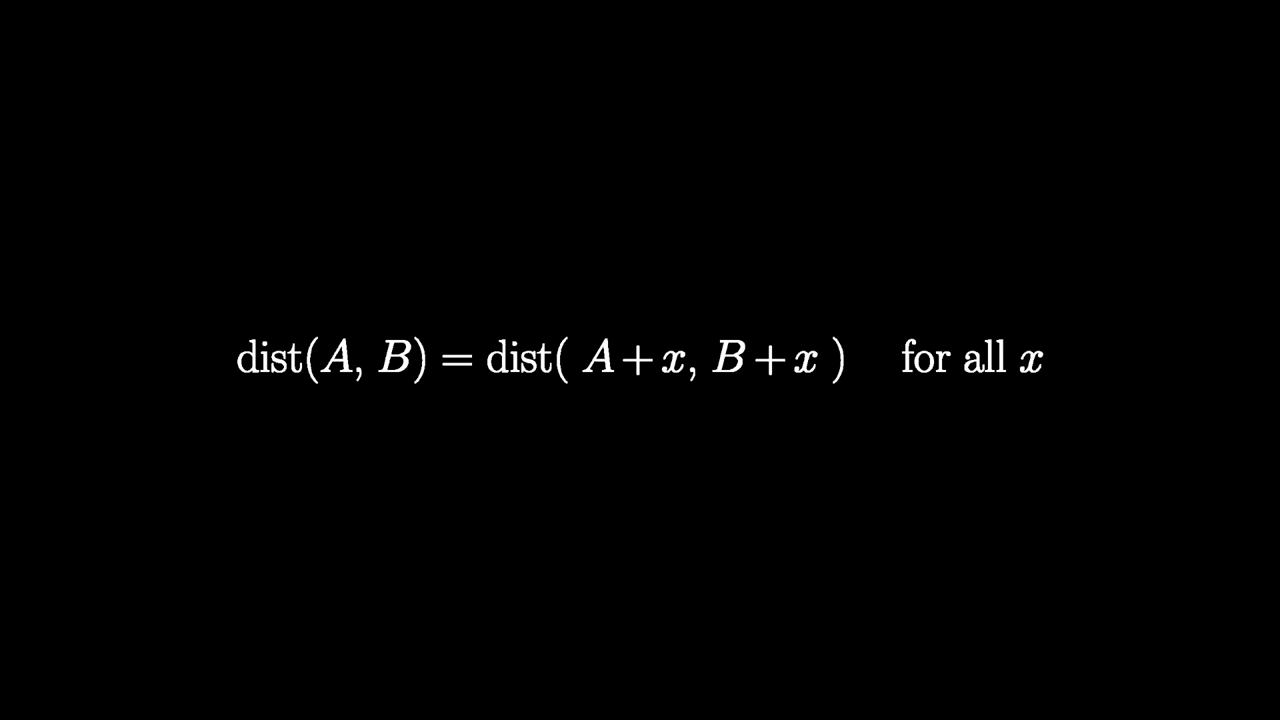 dist(A, B) = dist( A + x, B + x ) for all x